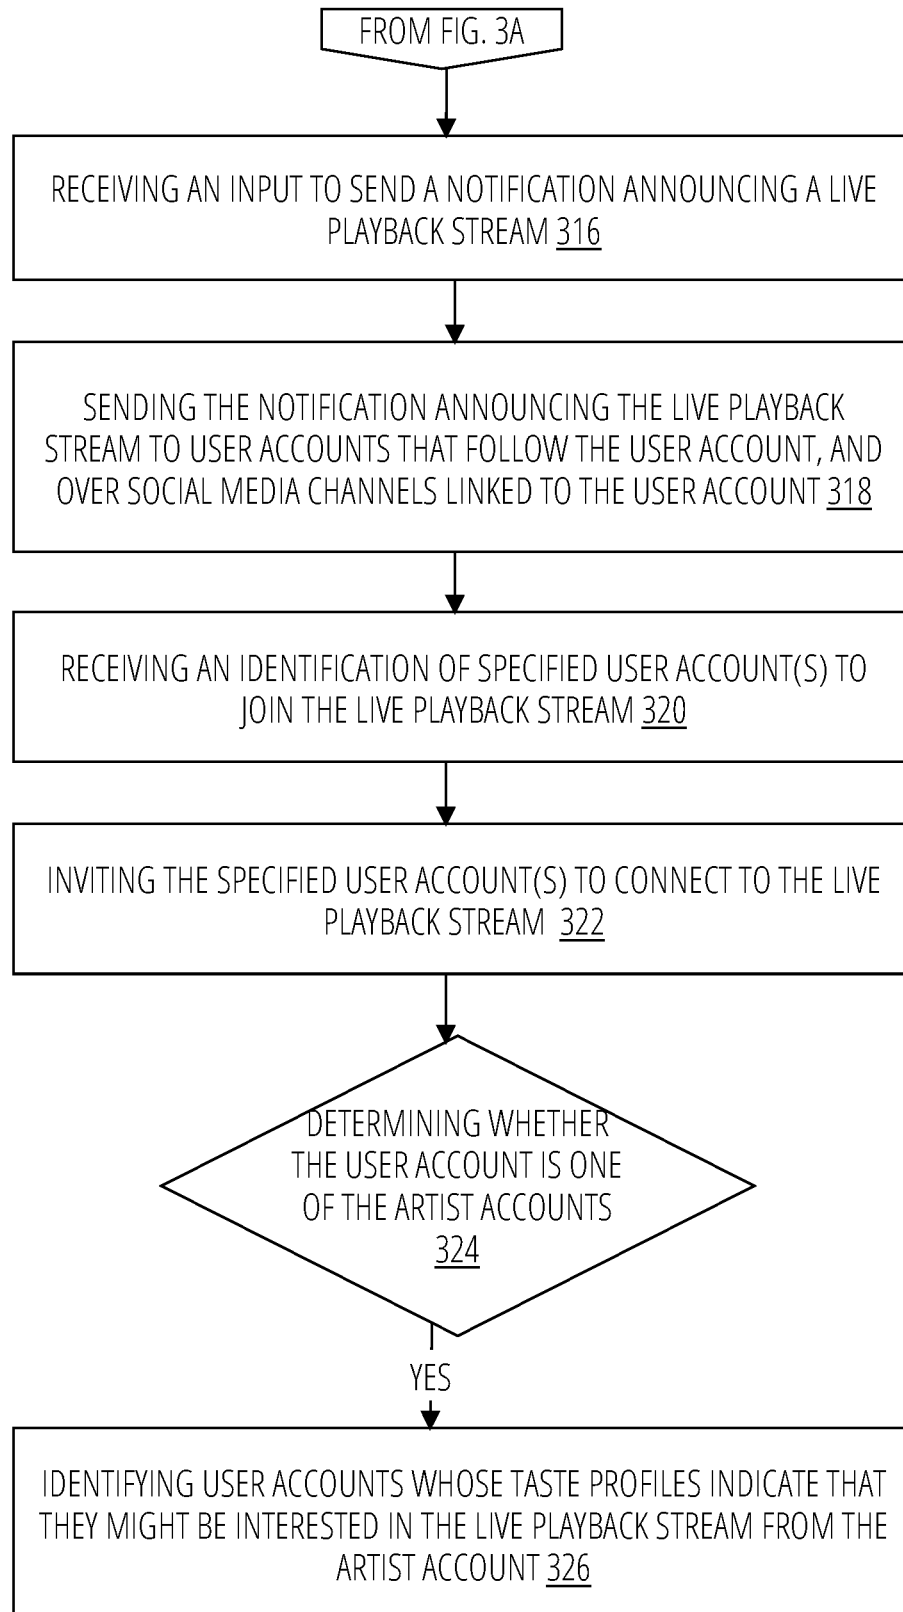 FROM FIG. 3A
RECEIVING AN INPUT TO SEND A NOTIFICATION ANNOUNCING A LIVE
PLAYBACK STREAM 316
SENDING THE NOTIFICATION ANNOUNCING THE LIVE PLAYBACK
STREAM TO USER ACCOUNTS THAT FOLLOW THE USER ACCOUNT, AND
OVER SOCIAL MEDIA CHANNELS LINKED TO THE USER ACCOUNT 318
RECEIVING AN IDENTIFICATION OF SPECIFIED USER ACCOUNT(S) TO
JOIN THE LIVE PLAYBACK STREAM 320
INVITING THE SPECIFIED USER ACCOUNT(S) TO CONNECT TO THE LIVE
PLAYBACK STREAM 322
DETERMINING WHETHER
THE USER ACCOUNT IS ONE
OF THE ARTIST ACCOUNTS
324
YES
IDENTIFYING USER ACCOUNTS WHOSE TASTE PROFILES INDICATE THAT
THEY MIGHT BE INTERESTED IN THE LIVE PLAYBACK STREAM FROM THE
ARTIST ACCOUNT 326